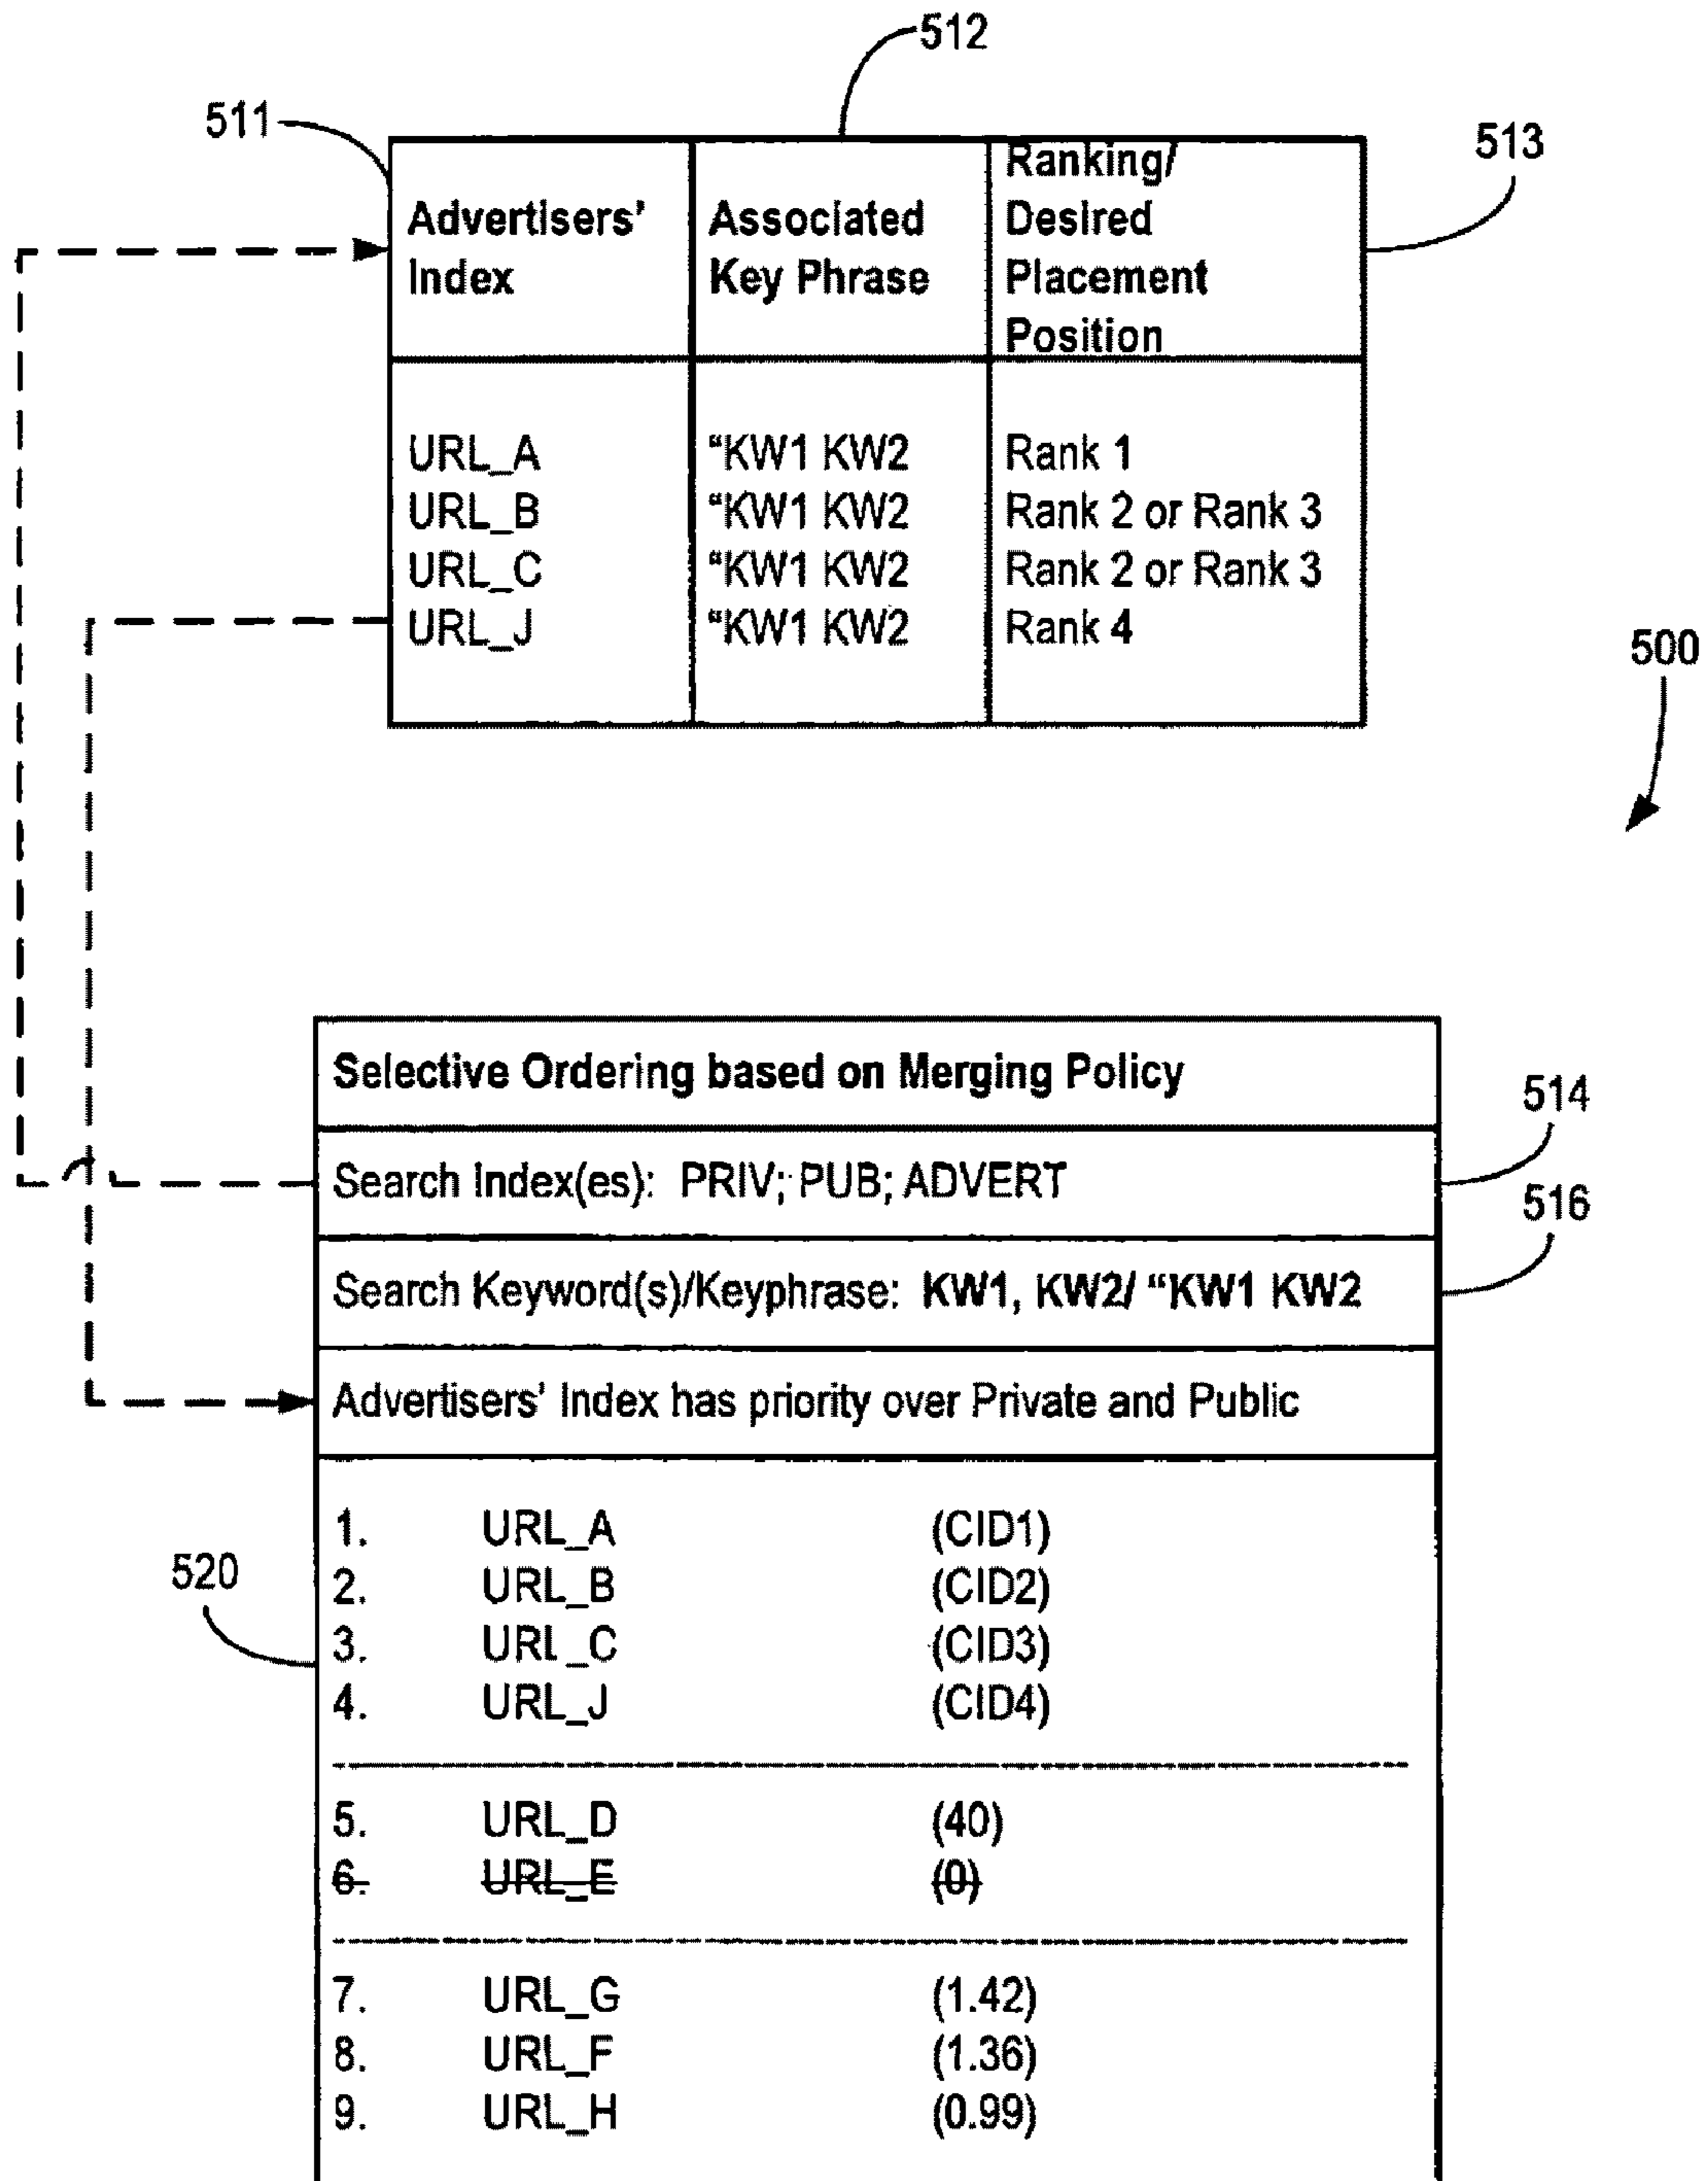 512
511
513
Advertisers' Index
Associated Key Phrase
Ranking/ Desired Placement Position
URL_A "KW1 KW2 Rank 1
URL_B "KW1 KW2 Rank 2 or Rank 3
URL_C "KW1 KW2 Rank 2 or Rank 3
URL_J "KW1 KW2 Rank 4
500
Selective Ordering based on Merging Policy
514
Search Index(es): PRIV; PUB; ADVERT
516
Search Keyword(s)/Keyphrase: KW1, KW2/ "KW1 KW2
Advertisers' Index has priority over Private and Public
520
1. URL_A (CID1)
2. URL_B (CID2)
3. URL_C (CID3)
4. URL_J (CID4)
5. URL_D (40)
6. URL_E (0)
7. URL_G (1.42)
8. URL_F (1.36)
9. URL_H (0.99)